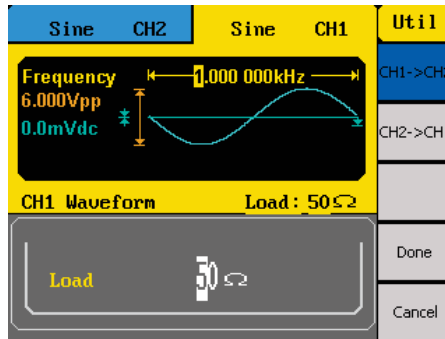 Sine CH2 Sine CH1 Util
Frequency 1.000 000kHz
6.000Vpp
0.0mVdc
CH1->CH
CH2->CH
CH1 Waveform Load: 50Ω
Load 50 Ω
Done
Cancel